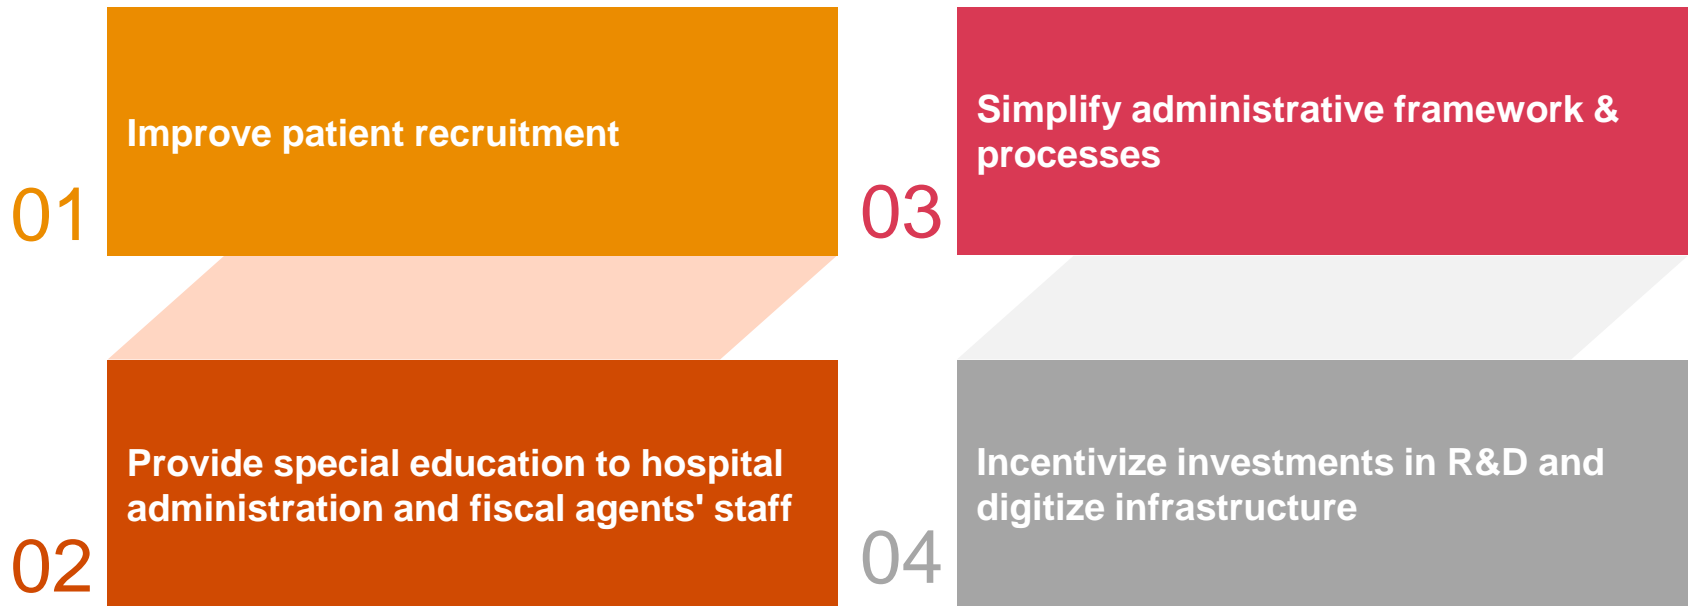 01
Improve patient recruitment
02
Provide special education to hospital
administration and fiscal agents' staff
03
Simplify administrative framework &
processes
04
Incentivize investments in R&D and
digitize infrastructure